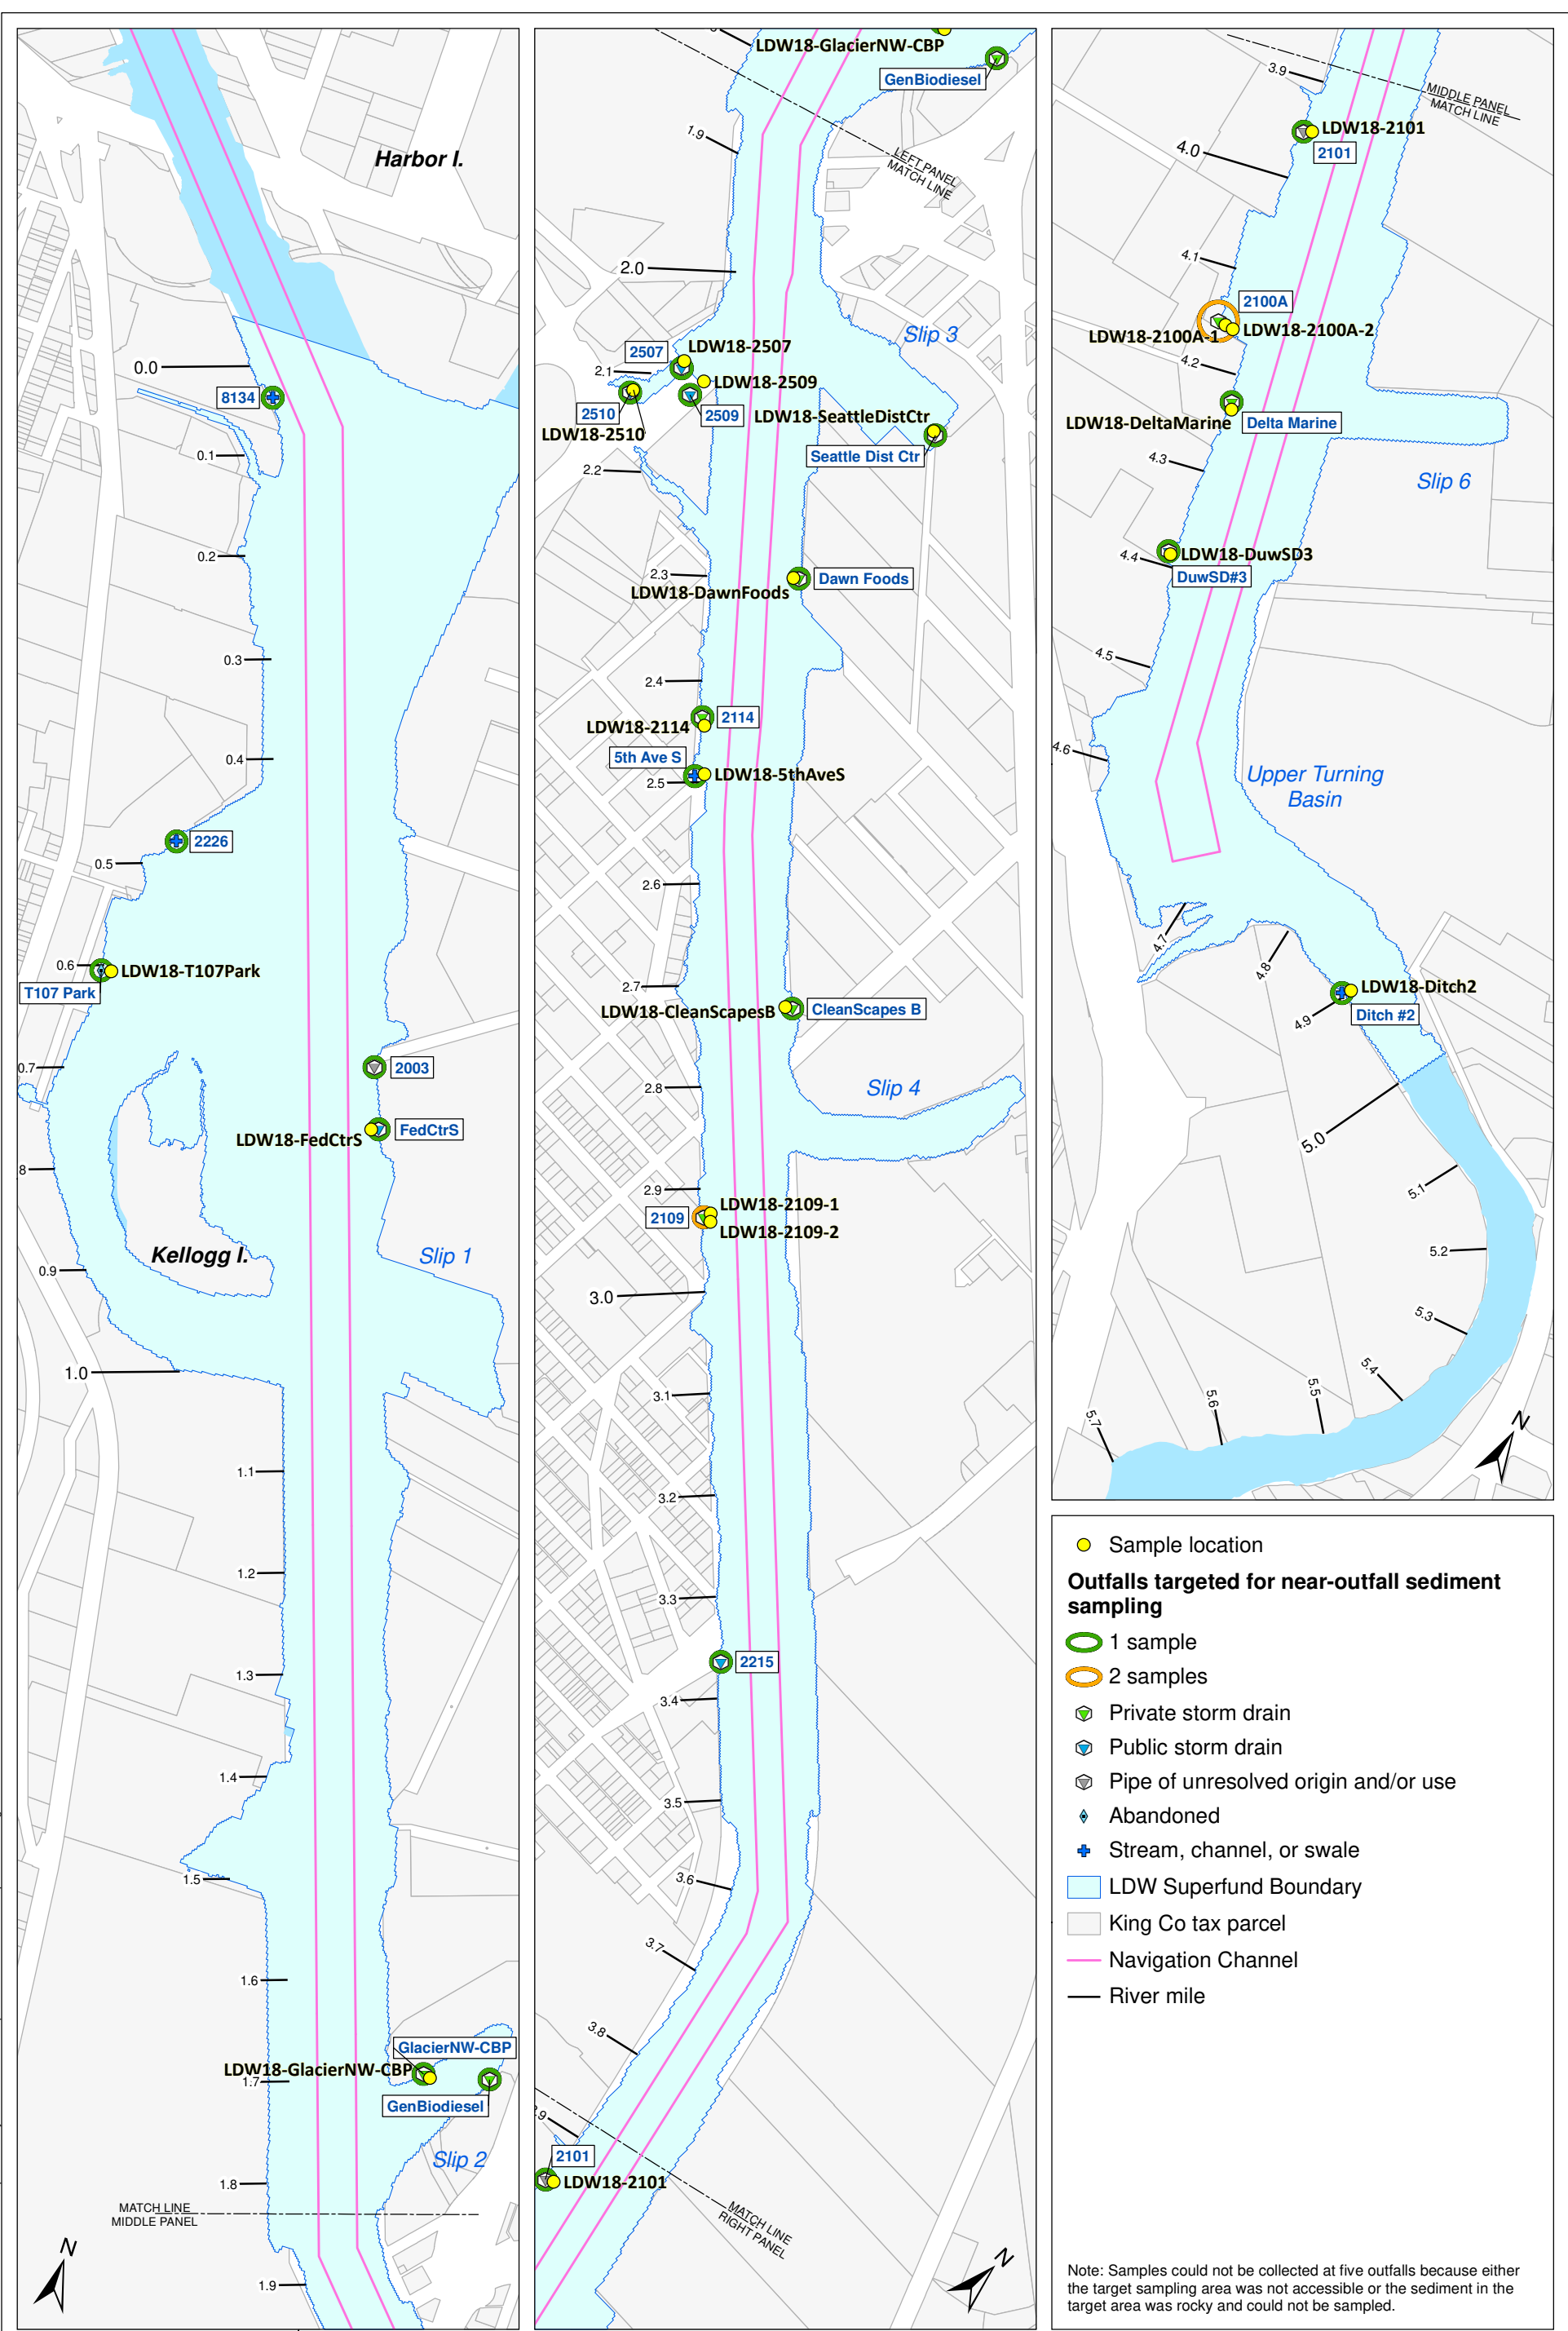 Harbor I.
0.0
8134
0.1
0.2
0.3
0.4
2226
0.5
0.6
LDW18-T107Park
T107 Park
0.7
2003
LDW18-FedCtrS
FedCtrS
8
Kellogg I.
Slip 1
0.9
1.0
1.1
1.2
1.3
1.4
1.5
1.6
GlacierNW-CBP
LDW18-GlacierNW-CBP
1.7
GenBiodiesel
Slip 2
1.8
MATCH LINE
MIDDLE PANEL
N
1.9
LDW18-GlacierNW-CBP
GenBiodiesel
1.9
LEFT PANEL
MATCH LINE
2.0
Slip 3
2507
LDW18-2507
2.1
LDW18-2509
2510
2509
LDW18-SeattleDistCtr
LDW18-2510
Seattle Dist Ctr
2.2
2.3
Dawn Foods
LDW18-DawnFoods
2.4
2114
LDW18-2114
5th Ave S
LDW18-5thAveS
2.5
2.6
2.7
LDW18-CleanScapesB
CleanScapes B
2.8
Slip 4
2.9
LDW18-2109-1
2109
LDW18-2109-2
3.0
3.1
3.2
3.3
2215
3.4
3.5
3.6
3.7
3.8
.9
2101
LDW18-2101
MATCH LINE
RIGHT PANEL
N
3.9
MIDDLE PANEL
MATCH LINE
LDW18-2101
4.0
2101
4.1
2100A
LDW18-2100A-1
LDW18-2100A-2
4.2
LDW18-DeltaMarine
Delta Marine
4.3
Slip 6
4.4
LDW18-DuwSD3
DuwSD#3
4.5
4.6
Upper Turning
Basin
4.7
4.8
LDW18-Ditch2
4.9
Ditch #2
5.0
5.1
5.2
5.3
5.4
5.5
5.6
5.7
N
Sample location
Outfalls targeted for near-outfall sediment
sampling
1 sample
2 samples
Private storm drain
Public storm drain
Pipe of unresolved origin and/or use
Abandoned
Stream, channel, or swale
LDW Superfund Boundary
King Co tax parcel
Navigation Channel
River mile
Note: Samples could not be collected at five outfalls because either
the target sampling area was not accessible or the sediment in the
target area was rocky and could not be sampled.